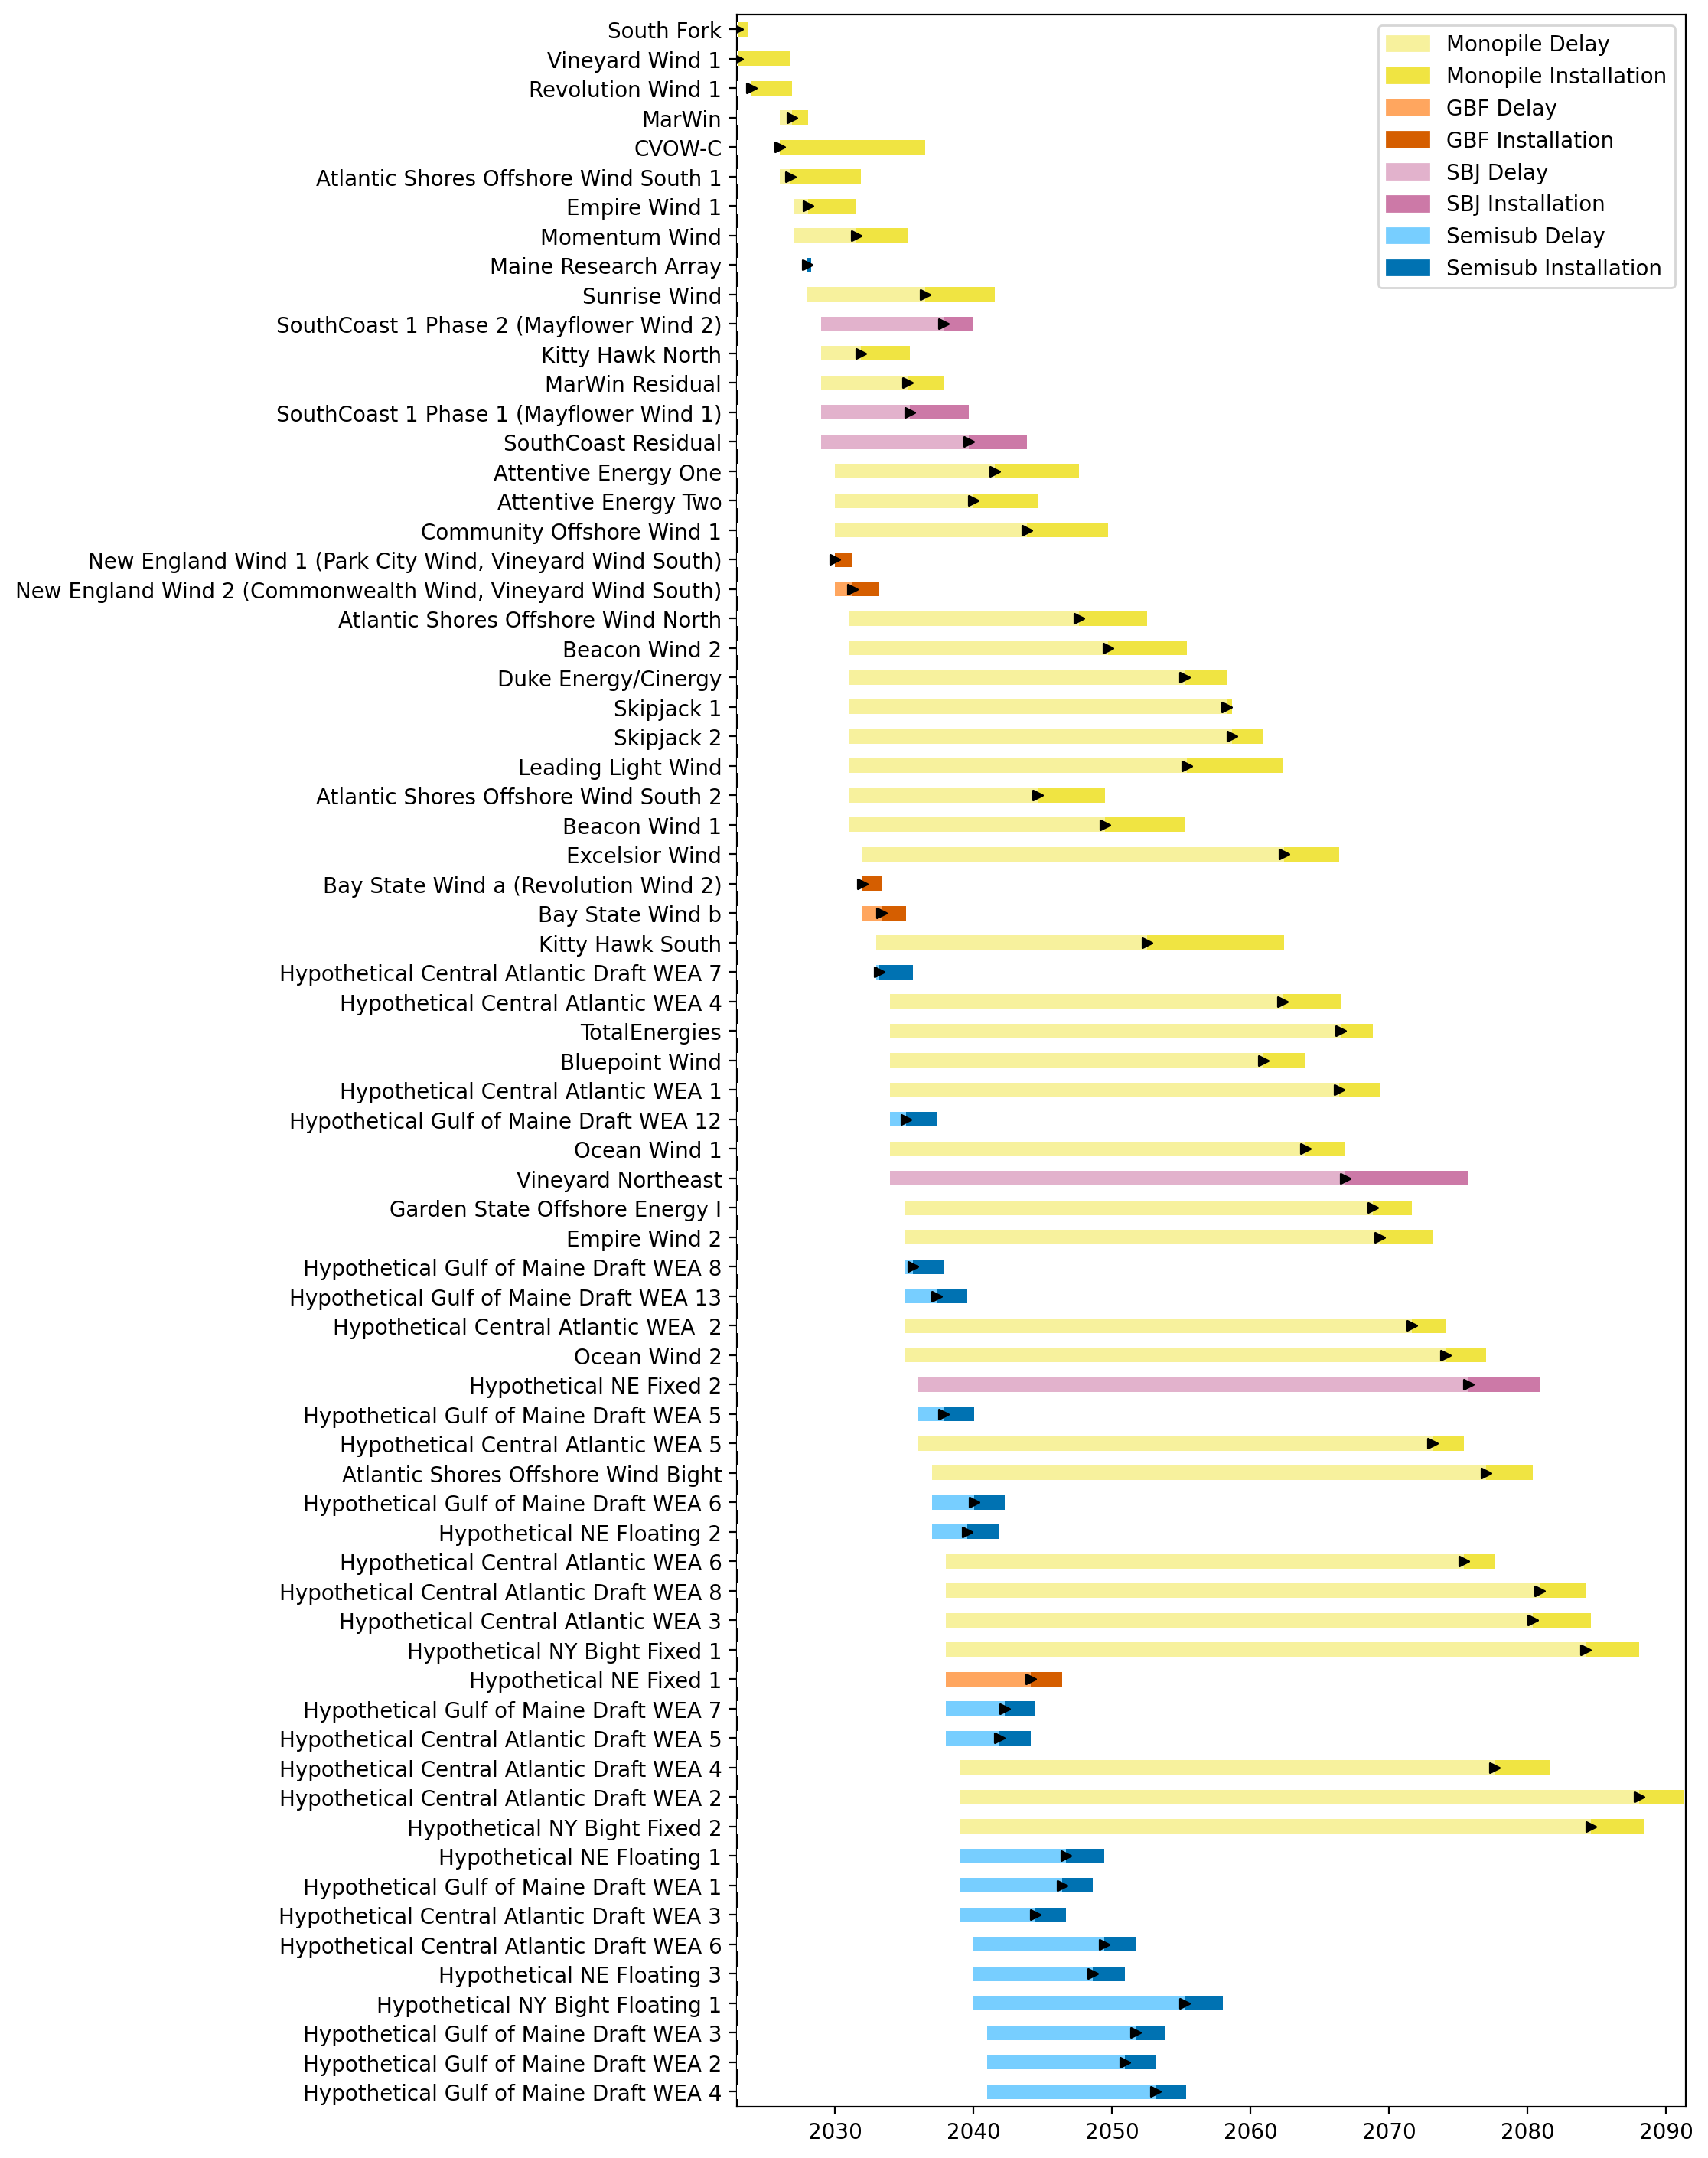 South Fork
Vineyard Wind 1
Revolution Wind 1
MarWin
CVOW-C
Atlantic Shores Offshore Wind South 1
Empire Wind 1
Momentum Wind
Maine Research Array
Sunrise Wind
SouthCoast 1 Phase 2 (Mayflower Wind 2)
Kitty Hawk North
MarWin Residual
SouthCoast 1 Phase 1 (Mayflower Wind 1)
SouthCoast Residual
Attentive Energy One
Attentive Energy Two
Community Offshore Wind 1
New England Wind 1 (Park City Wind, Vineyard Wind South)
New England Wind 2 (Commonwealth Wind, Vineyard Wind South)
Atlantic Shores Offshore Wind North
Beacon Wind 2
Duke Energy/Cinergy
Skipjack 1
Skipjack 2
Leading Light Wind
Atlantic Shores Offshore Wind South 2
Beacon Wind 1
Excelsior Wind
Bay State Wind a (Revolution Wind 2)
Bay State Wind b
Kitty Hawk South
Hypothetical Central Atlantic Draft WEA 7
Hypothetical Central Atlantic WEA 4
TotalEnergies
Bluepoint Wind
Hypothetical Central Atlantic WEA 1
Hypothetical Gulf of Maine Draft WEA 12
Ocean Wind 1
Vineyard Northeast
Garden State Offshore Energy I
Empire Wind 2
Hypothetical Gulf of Maine Draft WEA 8
Hypothetical Gulf of Maine Draft WEA 13
Hypothetical Central Atlantic WEA  2
Ocean Wind 2
Hypothetical NE Fixed 2
Hypothetical Gulf of Maine Draft WEA 5
Hypothetical Central Atlantic WEA 5
Atlantic Shores Offshore Wind Bight
Hypothetical Gulf of Maine Draft WEA 6
Hypothetical NE Floating 2
Hypothetical Central Atlantic WEA 6
Hypothetical Central Atlantic Draft WEA 8
Hypothetical Central Atlantic WEA 3
Hypothetical NY Bight Fixed 1
Hypothetical NE Fixed 1
Hypothetical Gulf of Maine Draft WEA 7
Hypothetical Central Atlantic Draft WEA 5
Hypothetical Central Atlantic Draft WEA 4
Hypothetical Central Atlantic Draft WEA 2
Hypothetical NY Bight Fixed 2
Hypothetical NE Floating 1
Hypothetical Gulf of Maine Draft WEA 1
Hypothetical Central Atlantic Draft WEA 3
Hypothetical Central Atlantic Draft WEA 6
Hypothetical NE Floating 3
Hypothetical NY Bight Floating 1
Hypothetical Gulf of Maine Draft WEA 3
Hypothetical Gulf of Maine Draft WEA 2
Hypothetical Gulf of Maine Draft WEA 4
Monopile Delay
Monopile Installation
GBF Delay
GBF Installation
SBJ Delay
SBJ Installation
Semisub Delay
Semisub Installation
2030 2040 2050 2060 2070 2080 2090